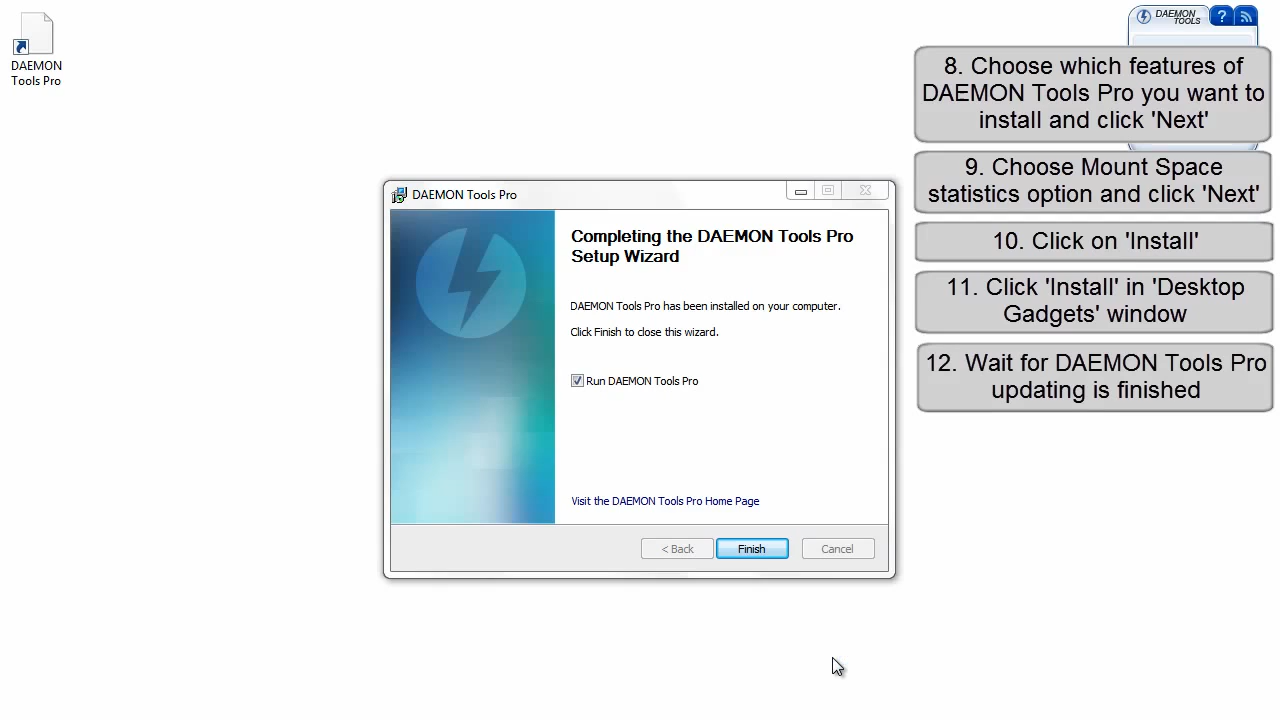 DAEMON
Tools Pro
DAEMON
TOOLS
?
8. Choose which features of
DAEMON Tools Pro you want to
install and click 'Next'
9. Choose Mount Space
statistics option and click 'Next'
10. Click on 'Install'
11. Click 'Install' in 'Desktop
Gadgets' window
12. Wait for DAEMON Tools Pro
updating is finished
DAEMON Tools Pro
Completing the DAEMON Tools Pro
Setup Wizard
DAEMON Tools Pro has been installed on your computer.
Click Finish to close this wizard.
Run DAEMON Tools Pro
Visit the DAEMON Tools Pro Home Page
< Back
Finish
Cancel